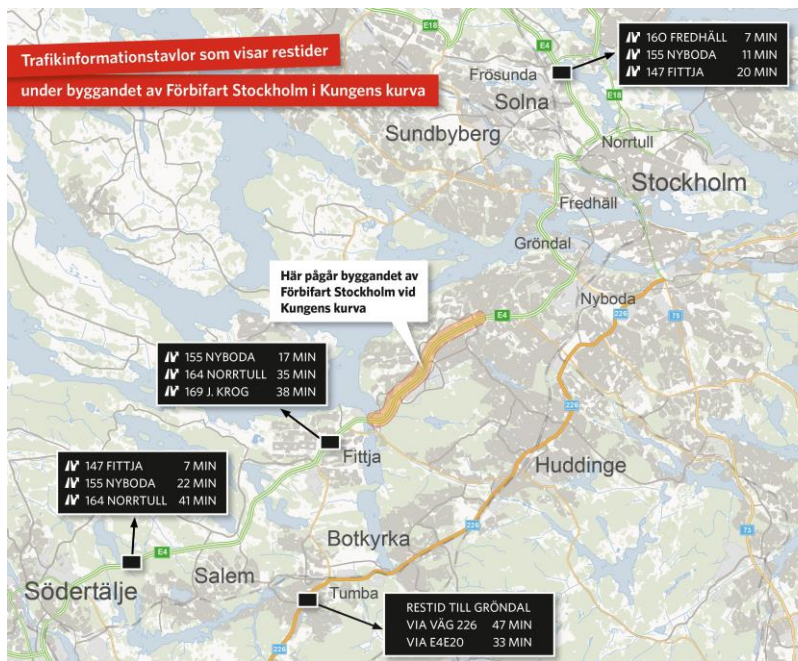 Trafikinformationstavlor som visar restider
under byggandet av Förbifart Stockholm i Kungens kurva
160 FREDHÄLL 7 MIN
155 NYBODA 11 MIN
147 FITTJA 20 MIN
E18
E4
E18
E18
Frösunda
Solna
Sundbyberg
Norrtull
Stockholm
Fredhäll
Gröndal
Här pågår byggandet av
Förbifart Stockholm vid
Kungens kurva
Nyboda
E4
226
73
155 NYBODA 17 MIN
164 NORRTULL 35 MIN
169 J. KROG 38 MIN
226
Fittja
Huddinge
147 FITTJA 7 MIN
155 NYBODA 22 MIN
164 NORRTULL 41 MIN
226
73
Botkyrka
E4
Salem
Södertälje
Tumba
RESTID TILL GRÖNDAL
VIA VÄG 226 47 MIN
VIA E4E20 33 MIN
226